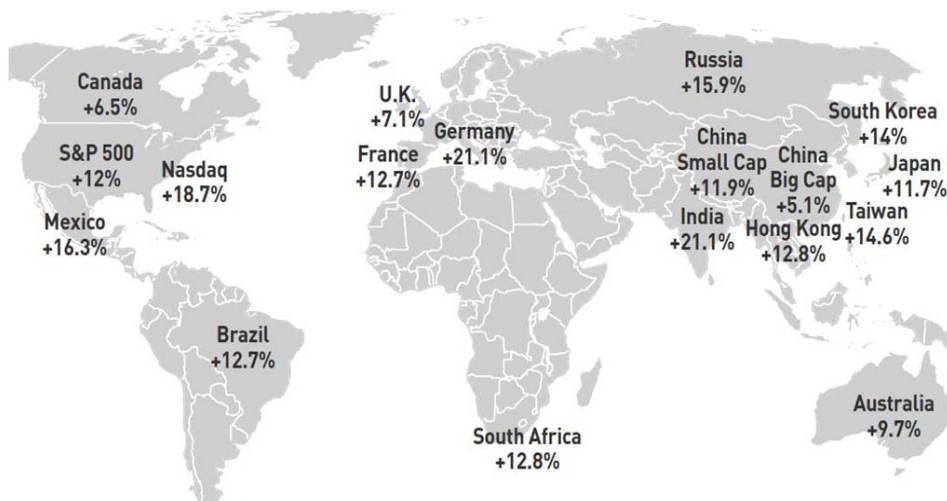 Canada
+6.5%
S&P 500
+12%
Nasdaq
+18.7%
Mexico
+16.3%
Brazil
+12.7%
U.K.
+7.1%
France
+12.7%
Germany
+21.1%
South Africa
+12.8%
Russia
+15.9%
China
Small Cap
+11.9%
China
Big Cap
+5.1%
India
+21.1%
Hong Kong
+12.8%
South Korea
+14%
Japan
+11.7%
Taiwan
+14.6%
Australia
+9.7%